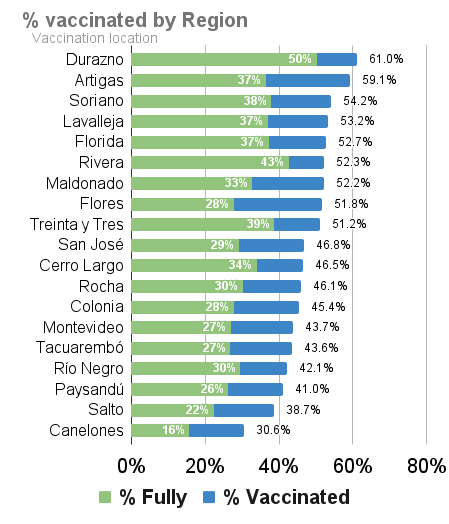 % vaccinated by Region
Vaccination location
Durazno 50% 61.0%
Artigas 37% 59.1%
Soriano 38% 54.2%
Lavalleja 37% 53.2%
Florida 37% 52.7%
Rivera 43% 52.3%
Maldonado 33% 52.2%
Flores 28% 51.8%
Treinta y Tres 39% 51.2%
San José 29% 46.8%
Cerro Largo 34% 46.5%
Rocha 30% 46.1%
Colonia 28% 45.4%
Montevideo 27% 43.7%
Tacuarembó 27% 43.6%
Río Negro 30% 42.1%
Paysandú 26% 41.0%
Salto 22% 38.7%
Canelones 16% 30.6%
0% 20% 40% 60% 80%
% Fully % Vaccinated